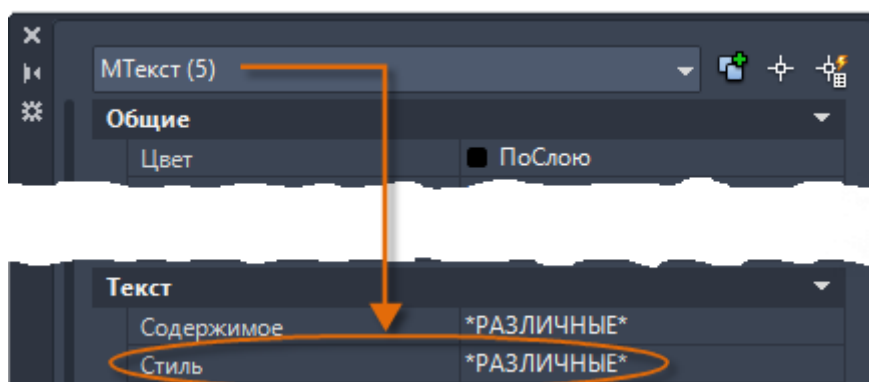 МТекст (5)
Общие
Цвет ПоСлою
Текст
Содержимое *РАЗЛИЧНЫЕ*
Стиль *РАЗЛИЧНЫЕ*